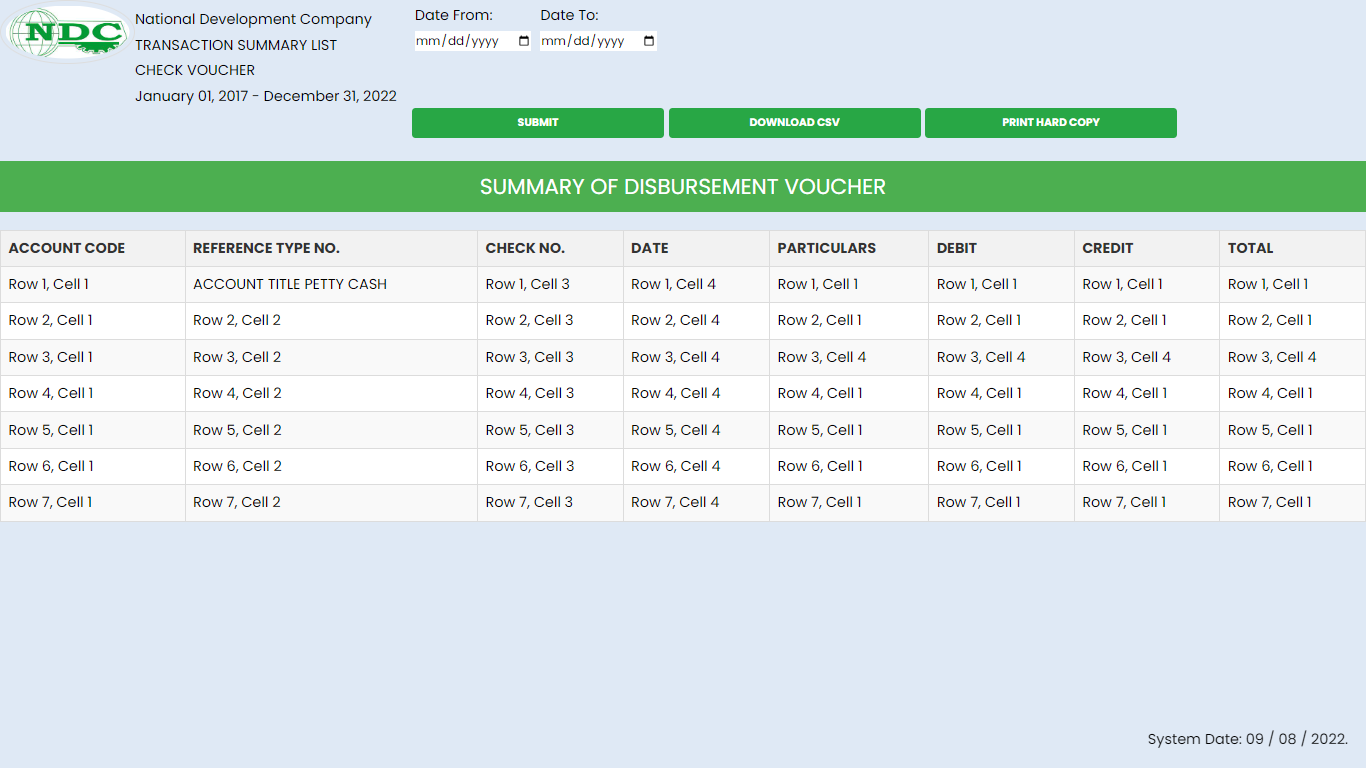 NDC
National Development Company
TRANSACTION SUMMARY LIST
CHECK VOUCHER
January 01, 2017 - December 31, 2022
Date From: Date To:
mm/dd/yyyy mm/dd/yyyy
SUBMIT DOWNLOAD CSV PRINT HARD COPY
SUMMARY OF DISBURSEMENT VOUCHER
ACCOUNT CODE REFERENCE TYPE NO. CHECK NO. DATE PARTICULARS DEBIT CREDIT TOTAL
Row 1, Cell 1 ACCOUNT TITLE PETTY CASH Row 1, Cell 3 Row 1, Cell 4 Row 1, Cell 1 Row 1, Cell 1 Row 1, Cell 1 Row 1, Cell 1
Row 2, Cell 1 Row 2, Cell 2 Row 2, Cell 3 Row 2, Cell 4 Row 2, Cell 1 Row 2, Cell 1 Row 2, Cell 1 Row 2, Cell 1
Row 3, Cell 1 Row 3, Cell 2 Row 3, Cell 3 Row 3, Cell 4 Row 3, Cell 4 Row 3, Cell 4 Row 3, Cell 4 Row 3, Cell 4
Row 4, Cell 1 Row 4, Cell 2 Row 4, Cell 3 Row 4, Cell 4 Row 4, Cell 1 Row 4, Cell 1 Row 4, Cell 1 Row 4, Cell 1
Row 5, Cell 1 Row 5, Cell 2 Row 5, Cell 3 Row 5, Cell 4 Row 5, Cell 1 Row 5, Cell 1 Row 5, Cell 1 Row 5, Cell 1
Row 6, Cell 1 Row 6, Cell 2 Row 6, Cell 3 Row 6, Cell 4 Row 6, Cell 1 Row 6, Cell 1 Row 6, Cell 1 Row 6, Cell 1
Row 7, Cell 1 Row 7, Cell 2 Row 7, Cell 3 Row 7, Cell 4 Row 7, Cell 1 Row 7, Cell 1 Row 7, Cell 1 Row 7, Cell 1
System Date: 09 / 08 / 2022.